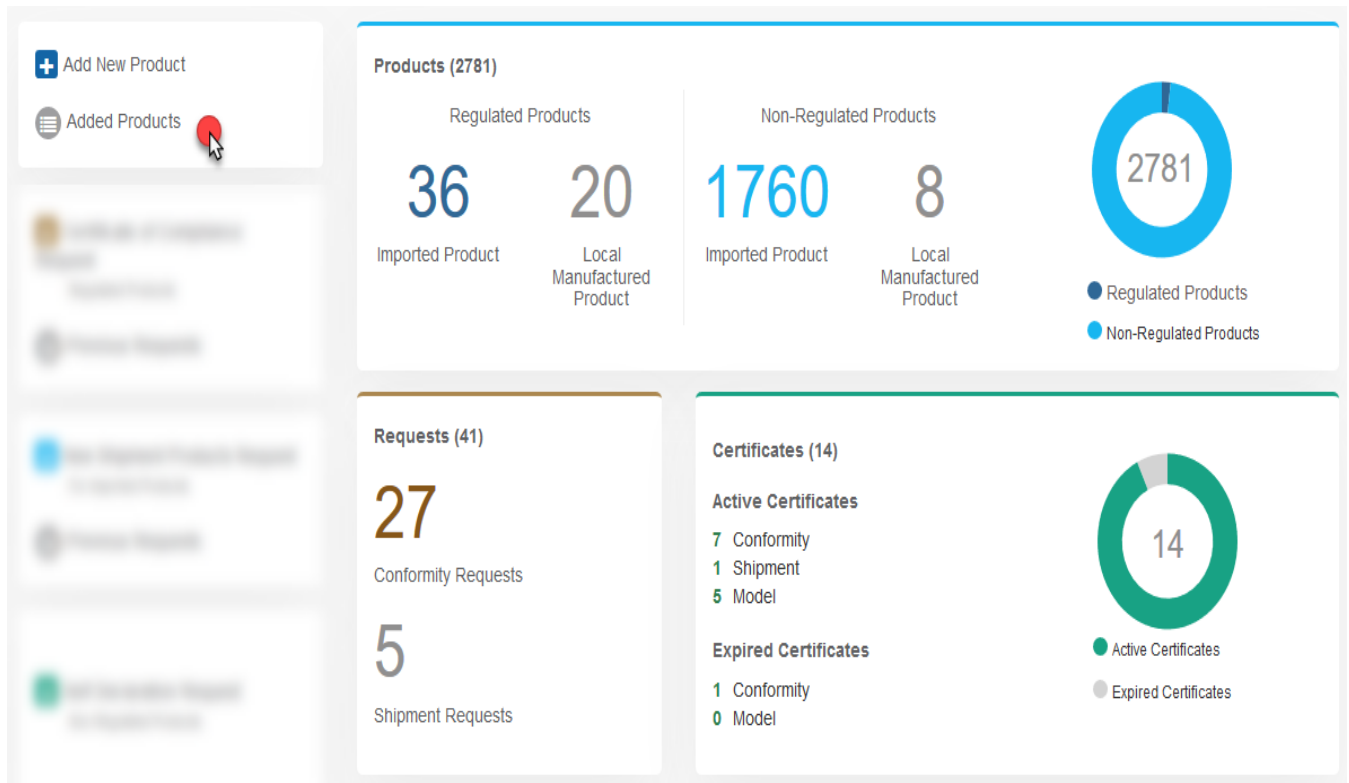 Add New Product
Added Products
Products (2781)
Regulated Products
Non-Regulated Products
36
20
1760
8
2781
Imported Product
Local
Manufactured
Product
Imported Product
Local
Manufactured
Product
Regulated Products
Non-Regulated Products
Requests (41)
27
Conformity Requests
5
Shipment Requests
Certificates (14)
Active Certificates
7 Conformity
1 Shipment
5 Model
Expired Certificates
1 Conformity
0 Model
14
Active Certificates
Expired Certificates